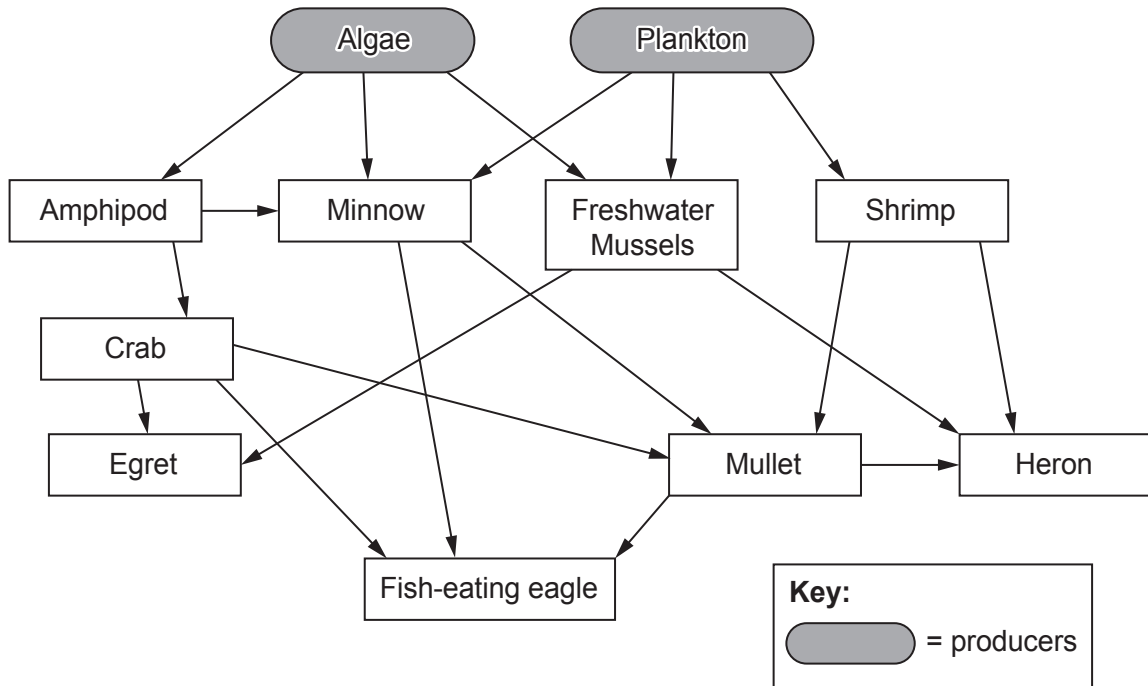 Algae
Plankton
Amphipod
Minnow
Freshwater
Mussels
Shrimp
Crab
Egret
Mullet
Heron
Fish-eating eagle
Key:
= producers